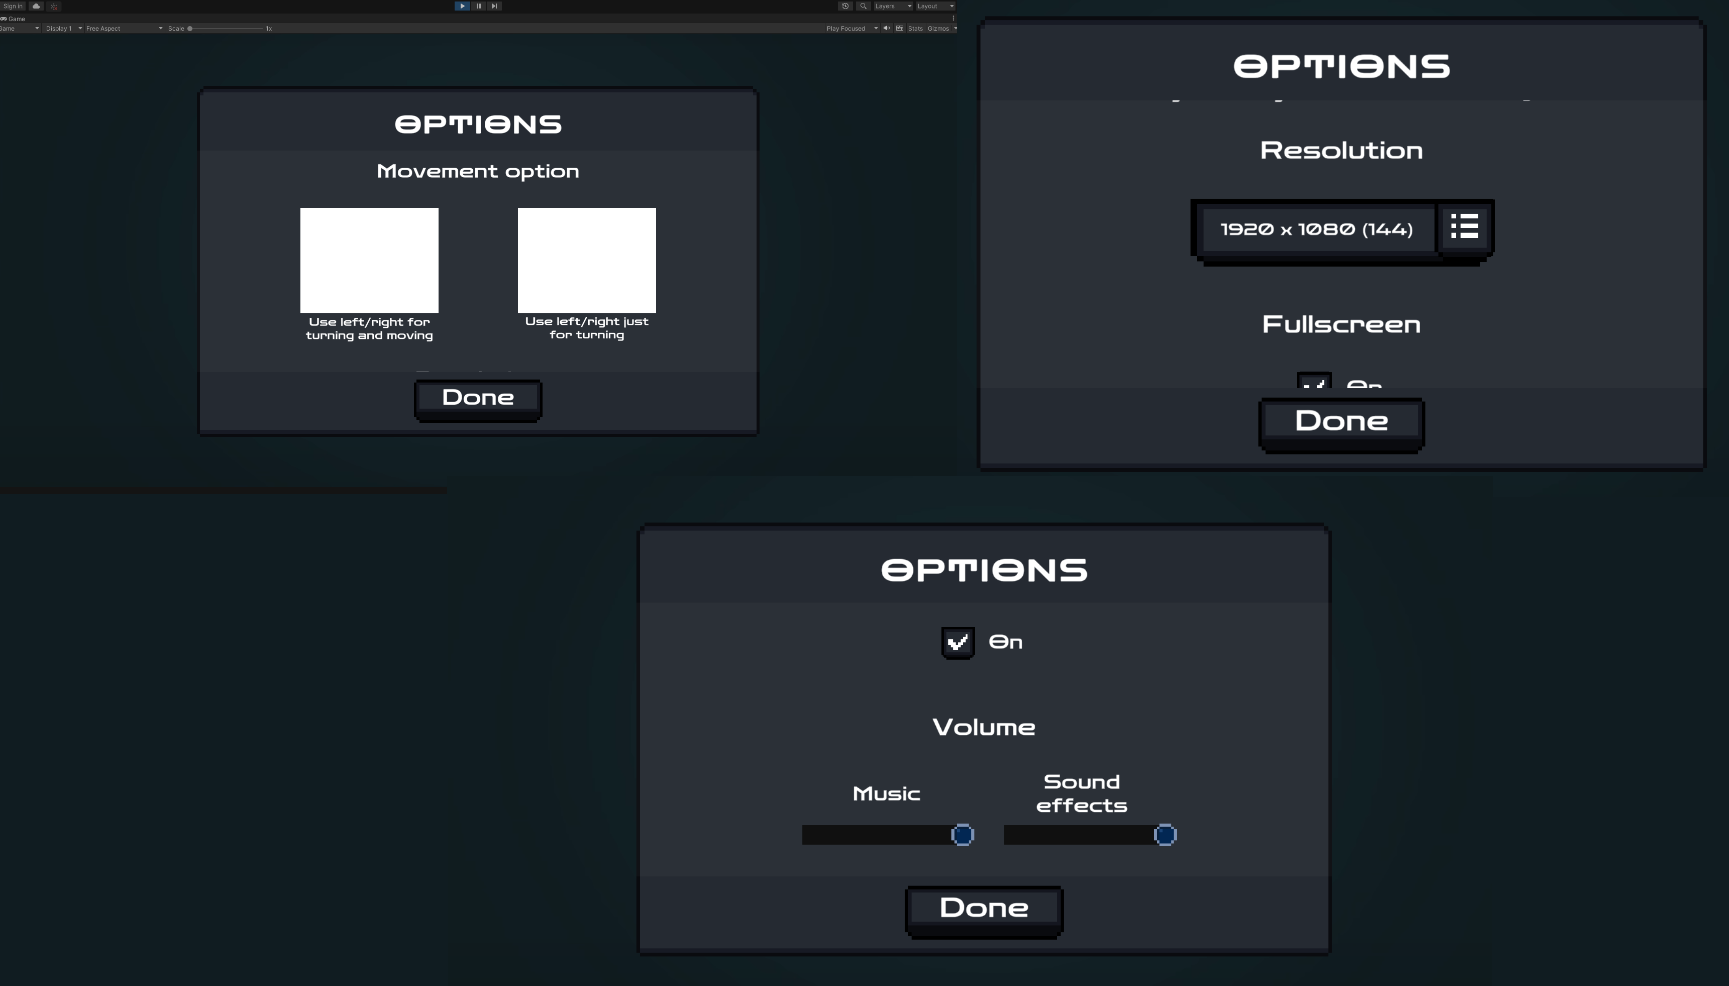 Sign in
Layers
Layout
Game
Game
Display 1
Free Aspect
Scale
1x
Play Focused
Stats
Gizmos
OPTIONS
Movement option
Use left/right for
turning and moving
Use left/right just
for turning
Done
OPTIONS
Resolution
1920 x 1080 (144)
Fullscreen
On
Done
OPTIONS
On
Volume
Music
Sound
effects
Done